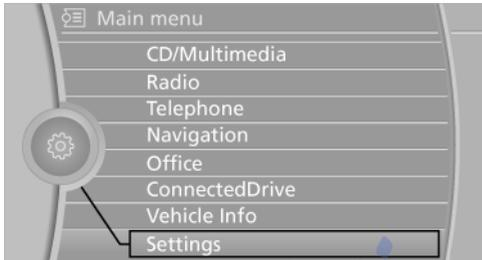 Main menu
CD/Multimedia
Radio
Telephone
Navigation
Office
ConnectedDrive
Vehicle Info
Settings